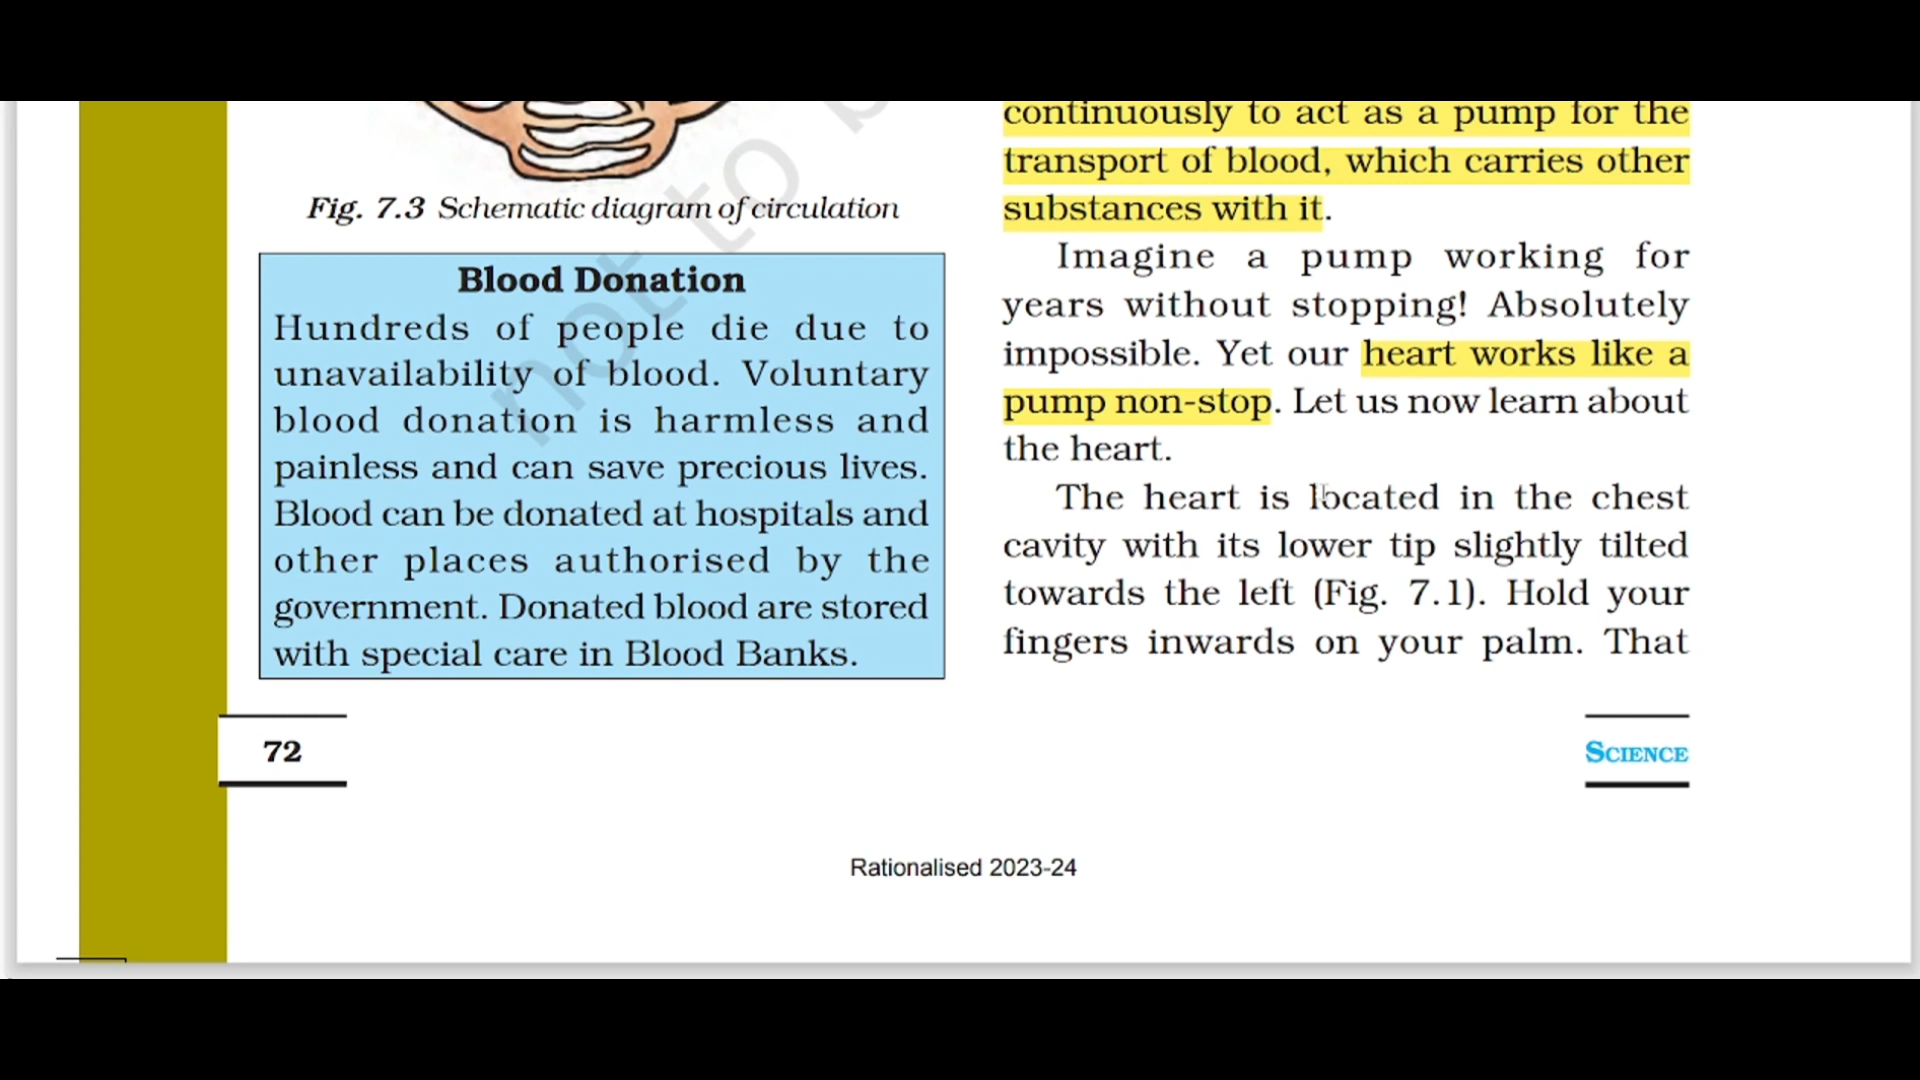 Fig. 7.3 Schematic diagram of circulation
Blood Donation
Hundreds of people die due to
unavailability of blood. Voluntary
blood donation is harmless and
painless and can save precious lives.
Blood can be donated at hospitals and
other places authorised by the
government. Donated blood are stored
with special care in Blood Banks.
continuously to act as a pump for the
transport of blood, which carries other
substances with it.
Imagine a pump working for
years without stopping! Absolutely
impossible. Yet our heart works like a
pump non-stop. Let us now learn about
the heart.
The heart is located in the chest
cavity with its lower tip slightly tilted
towards the left (Fig. 7.1). Hold your
fingers inwards on your palm. That
not to b
72
SCIENCE
Rationalised 2023-24